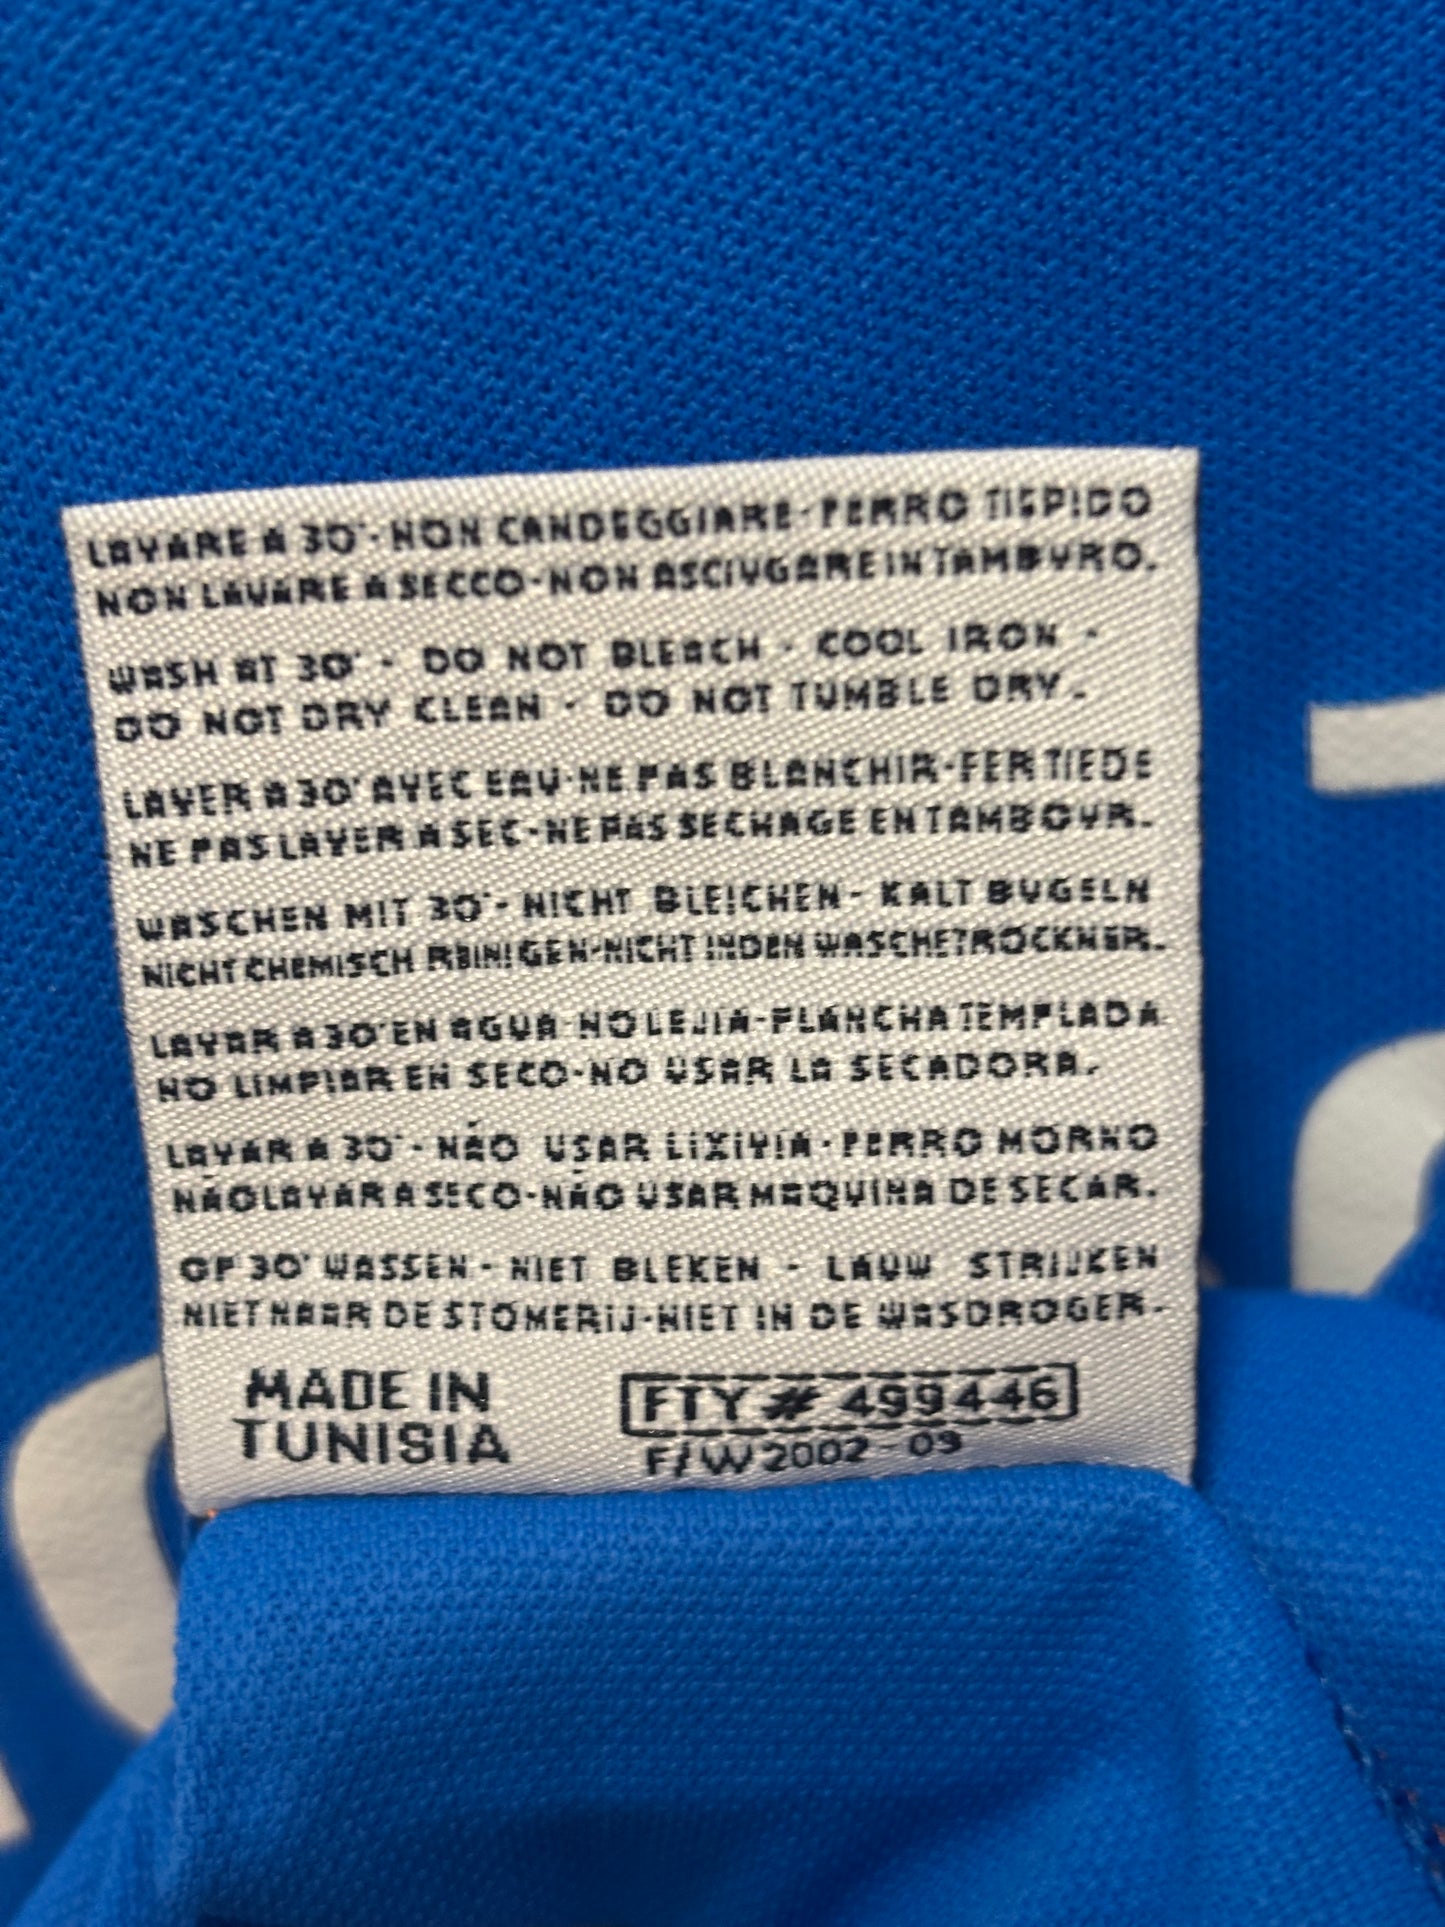 LAVARE A 30°-NON CANDEGGIARE-FERRO TIEPIDO
NON LAVARE A SECCO-NON ASCIUGARE IN TAMBURO.
WASH AT 30° - DO NOT BLEACH - COOL IRON -
DO NOT DRY CLEAN - DO NOT TUMBLE DRY.
LAVER A 30° AVEC EAU-NE PAS BLANCHIR-FER TIEDE
NE PAS LAVER A SEC-NE PAS SECHAGE EN TAMBOUR.
WASCHEN MIT 30°- NICHT BLEICHEN- KALT BUGELN
NICHT CHEMISCH REINIGEN-NICHT IN DEN WASCHETROCKNER.
LAVAR A 30° EN AGUA-NO LEJIA-PLANCHA TEMPLADA
NO LIMPIAR EN SECO-NO USAR LA SECADORA.
LAVAR A 30° - NÃO USAR LIXIVIA-FERRO MORNO
NÃO LAVAR A SECO-NÃO USAR MAQUINA DE SECAR.
OP 30° WASSEN - NIET BLEKEN - LAUW STRIJKEN
NIET NAAR DE STOMERIJ-NIET IN DE WASDROGER.
MADE IN
TUNISIA
FTY # 499446
F/W2002-09